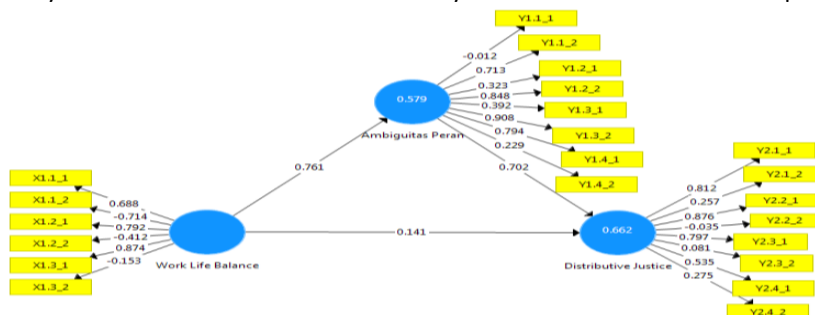 Y1.1_1
-0.012
Y1.1_2
0.713
Y1.2_1
0.323
Y1.2_2
0.848
0.579
0.392
Y1.3_1
0.908
Y1.3_2
Ambiguitas Peran
0.794
Y1.4_1
0.229
Y1.4_2
0.761
0.702
X1.1_1
0.688
X1.1_2
-0.714
X1.2_1
0.792
X1.2_2
-0.412
X1.3_1
0.874
X1.3_2
-0.153
Work Life Balance
0.141
Y2.1_1
0.812
Y2.1_2
0.257
Y2.2_1
0.876
Y2.2_2
-0.035
0.662
0.797
Y2.3_1
0.081
Y2.3_2
Distributive Justice
0.535
Y2.4_1
0.275
Y2.4_2